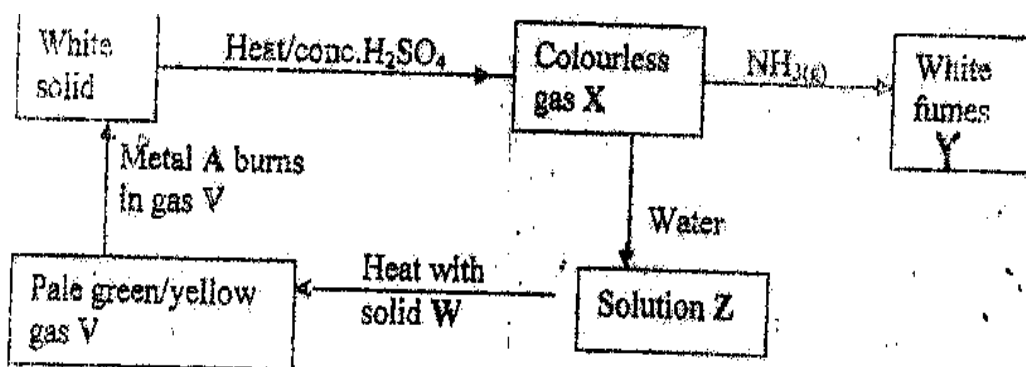 White
solid
Heat/conc.H₂SO₄
Colourless
gas X
NH₃(g)
White
fumes
Y
Metal A burns
in gas V
Water
Pale green/yellow
gas V
Heat with
solid W
Solution Z